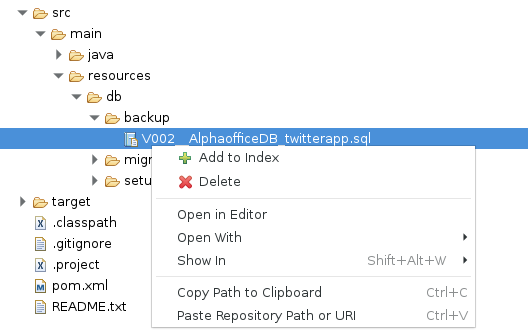 src
main
java
resources
db
backup
V002__AlphaofficeDB_twitterapp.sql
migr
setu
target
.classpath
.gitignore
.project
pom.xml
README.txt
Add to Index
Delete
Open in Editor
Open With
Show In Shift+Alt+W
Copy Path to Clipboard Ctrl+C
Paste Repository Path or URI Ctrl+V